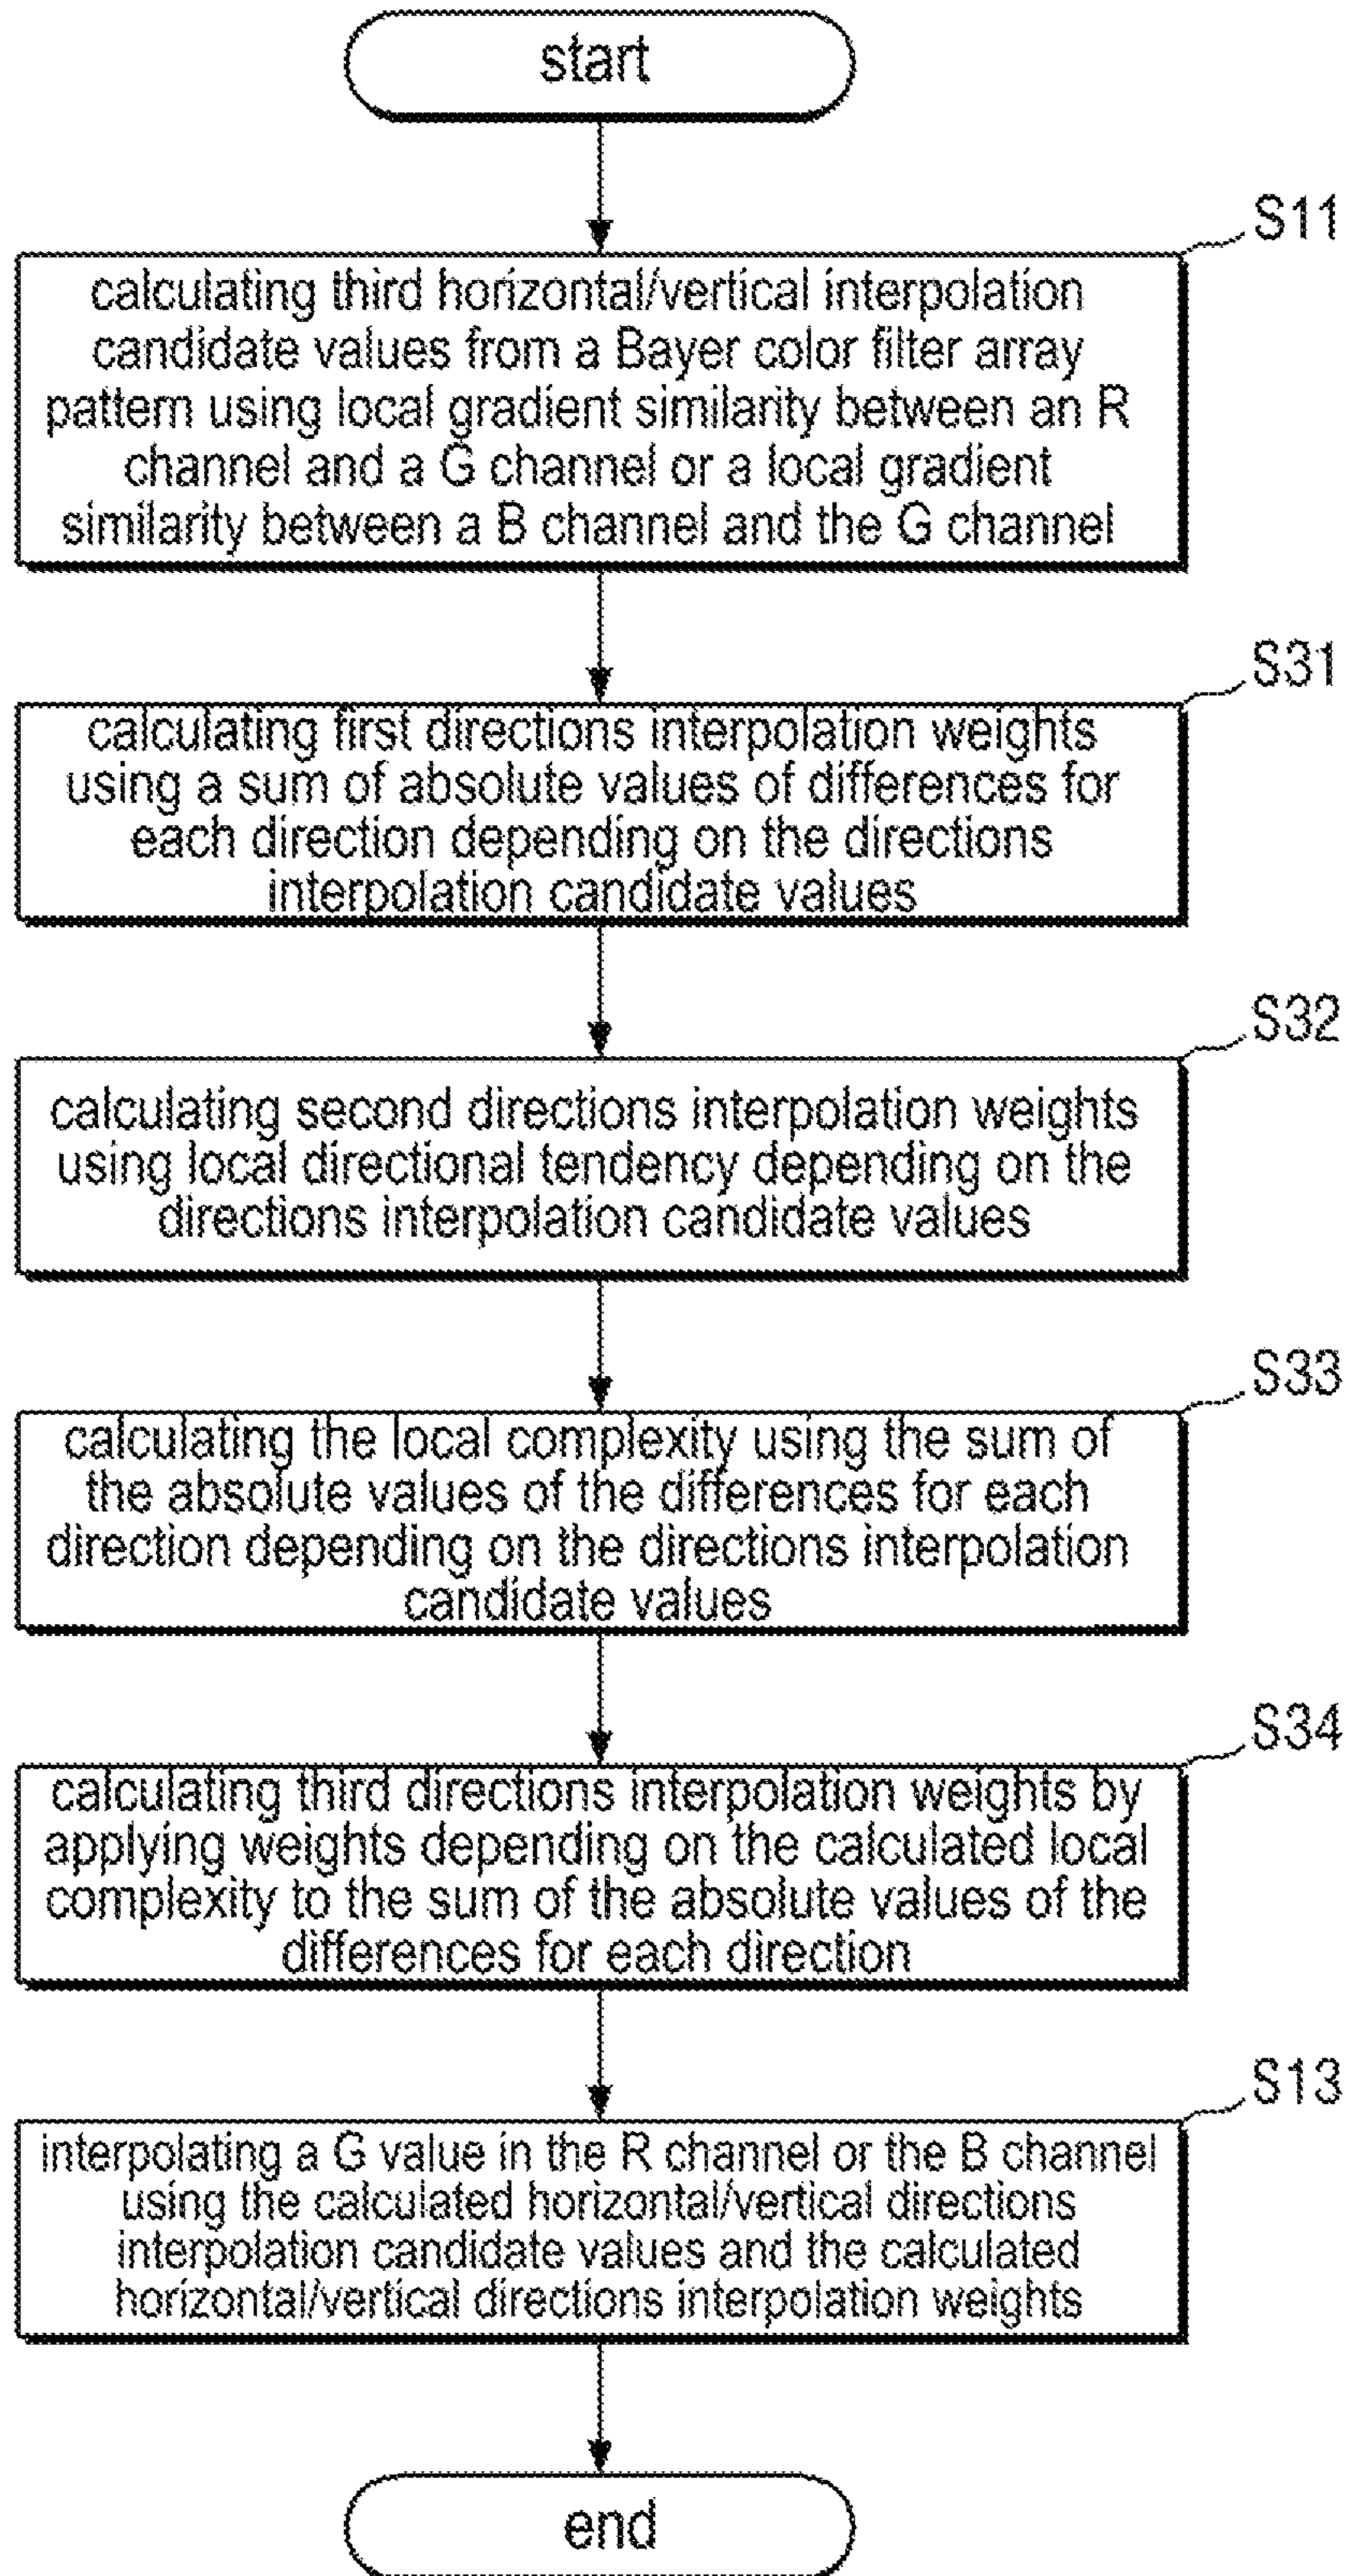 start
S11
calculating third horizontal/vertical interpolation
candidate values from a Bayer color filter array
pattern using local gradient similarity between an R
channel and a G channel or a local gradient
similarity between a B channel and the G channel
S31
calculating first directions interpolation weights
using a sum of absolute values of differences for
each direction depending on the directions
interpolation candidate values
S32
calculating second directions interpolation weights
using local directional tendency depending on the
directions interpolation candidate values
S33
calculating the local complexity using the sum of
the absolute values of the differences for each
direction depending on the directions interpolation
candidate values
S34
calculating third directions interpolation weights by
applying weights depending on the calculated local
complexity to the sum of the absolute values of the
differences for each direction
S13
interpolating a G value in the R channel or the B channel
using the calculated horizontal/vertical directions
interpolation candidate values and the calculated
horizontal/vertical directions interpolation weights
end